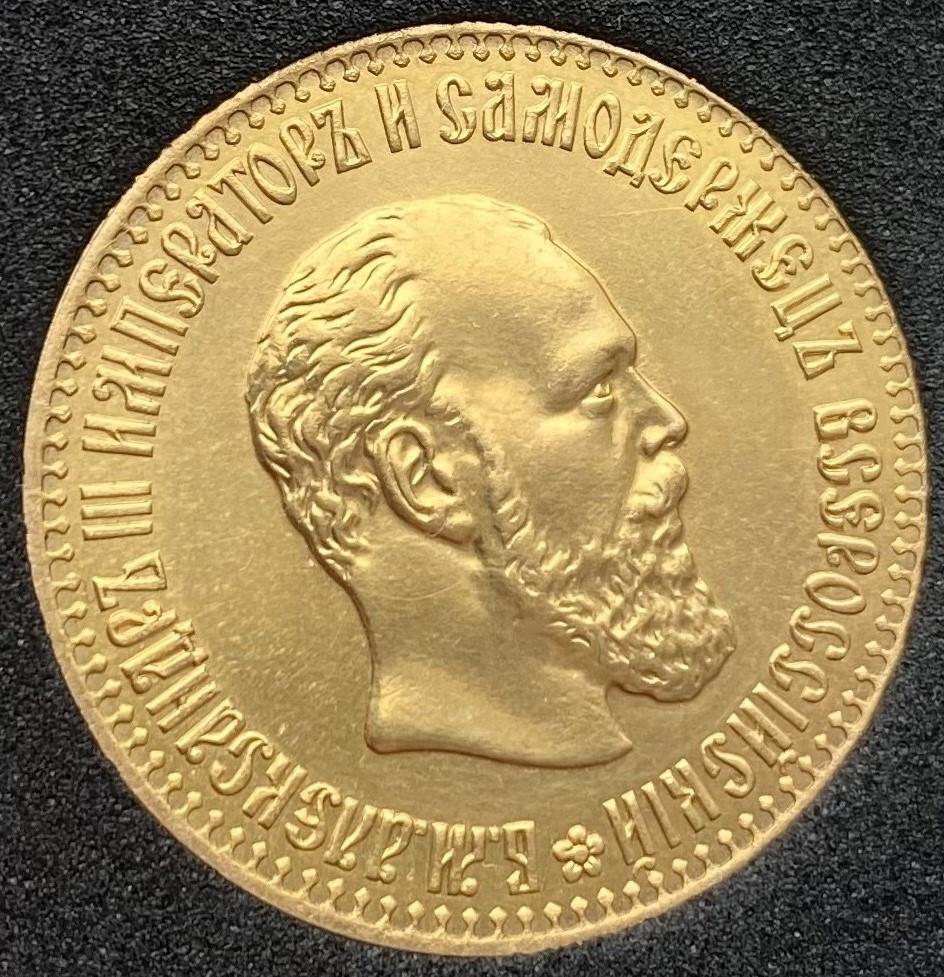 Б.М.АЛЕКСАНДРЪ III ИМПЕРАТОРЪ И САМОДЕРЖЕЦЪ ВСЕРОССІЙСКІЙ